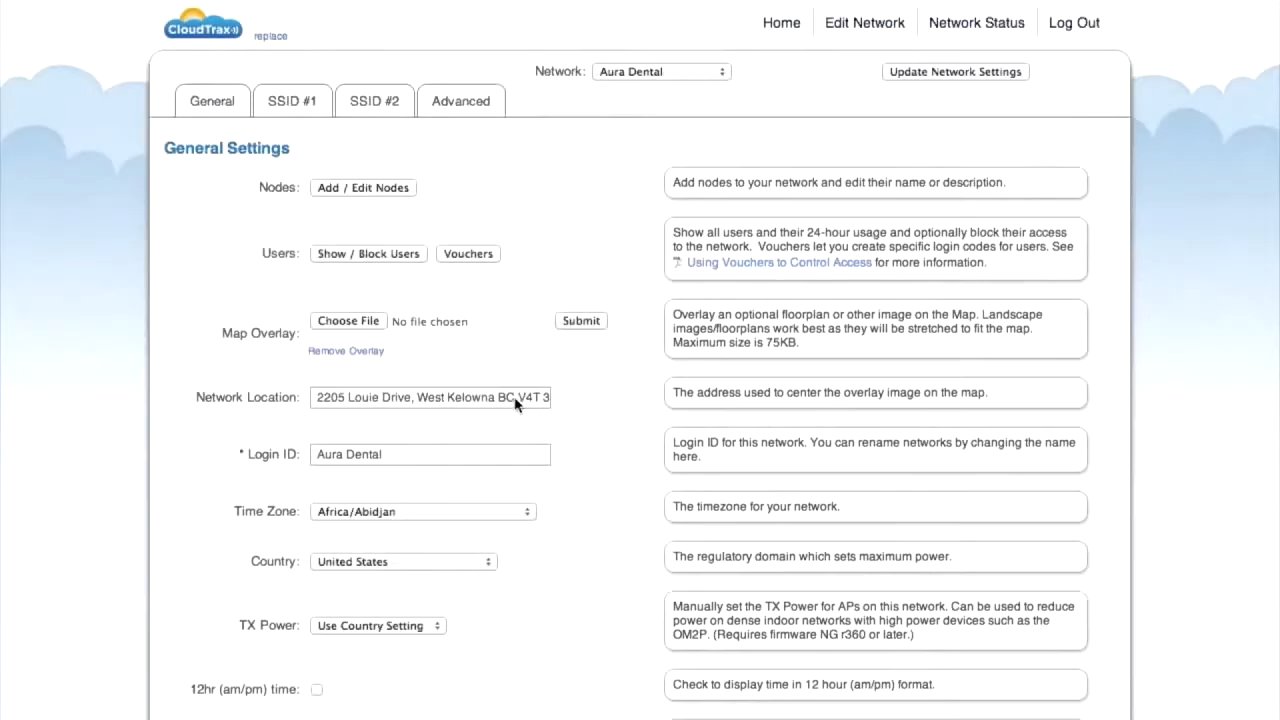 CloudTrax
replace
Home
Edit Network
Network Status
Log Out
Network: Aura Dental
Update Network Settings
General
SSID #1
SSID #2
Advanced
General Settings
Nodes: Add / Edit Nodes
Add nodes to your network and edit their name or description.
Users: Show / Block Users Vouchers
Show all users and their 24-hour usage and optionally block their access
to the network. Vouchers let you create specific login codes for users. See
Using Vouchers to Control Access for more information.
Map Overlay: Choose File No file chosen Submit
Remove Overlay
Overlay an optional floorplan or other image on the Map. Landscape
images/floorplans work best as they will be stretched to fit the map.
Maximum size is 75KB.
Network Location: 2205 Louie Drive, West Kelowna BC V4T 3
The address used to center the overlay image on the map.
* Login ID: Aura Dental
Login ID for this network. You can rename networks by changing the name
here.
Time Zone: Africa/Abidjan
The timezone for your network.
Country: United States
The regulatory domain which sets maximum power.
TX Power: Use Country Setting
Manually set the TX Power for APs on this network. Can be used to reduce
power on dense indoor networks with high power devices such as the
OM2P. (Requires firmware NG r360 or later.)
12hr (am/pm) time:
Check to display time in 12 hour (am/pm) format.